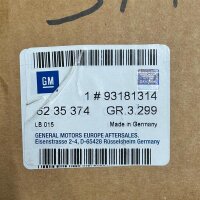 GM
1 # 93181314
62 35 374 GR.3.299
LB 015 Made in Germany
GENERAL MOTORS EUROPE AFTERSALES.
Eisenstrasse 2-4, D-65428 Rüsselsheim Germany